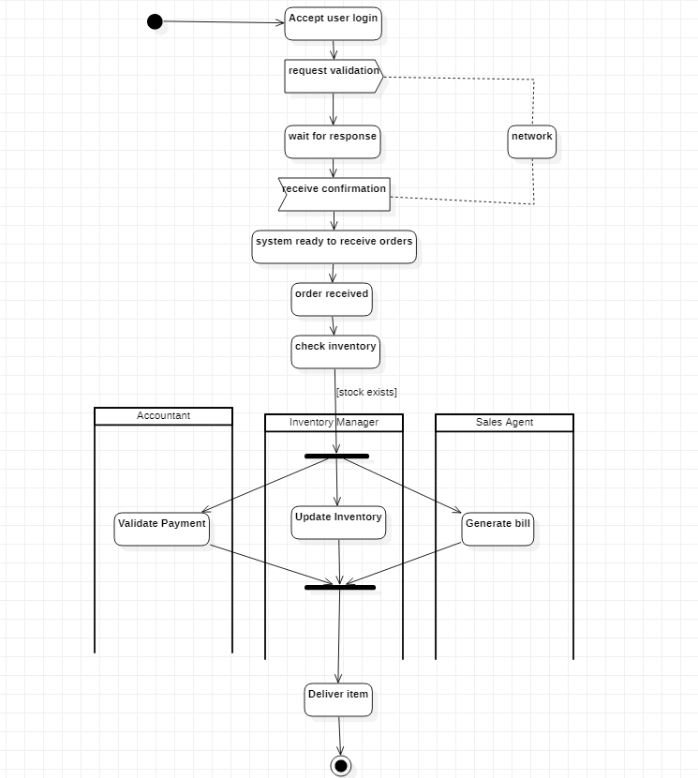 Accept user login
request validation
wait for response
network
receive confirmation
system ready to receive orders
order received
check inventory
[stock exists]
Accountant
Inventory Manager
Sales Agent
Validate Payment
Update Inventory
Generate bill
Deliver item